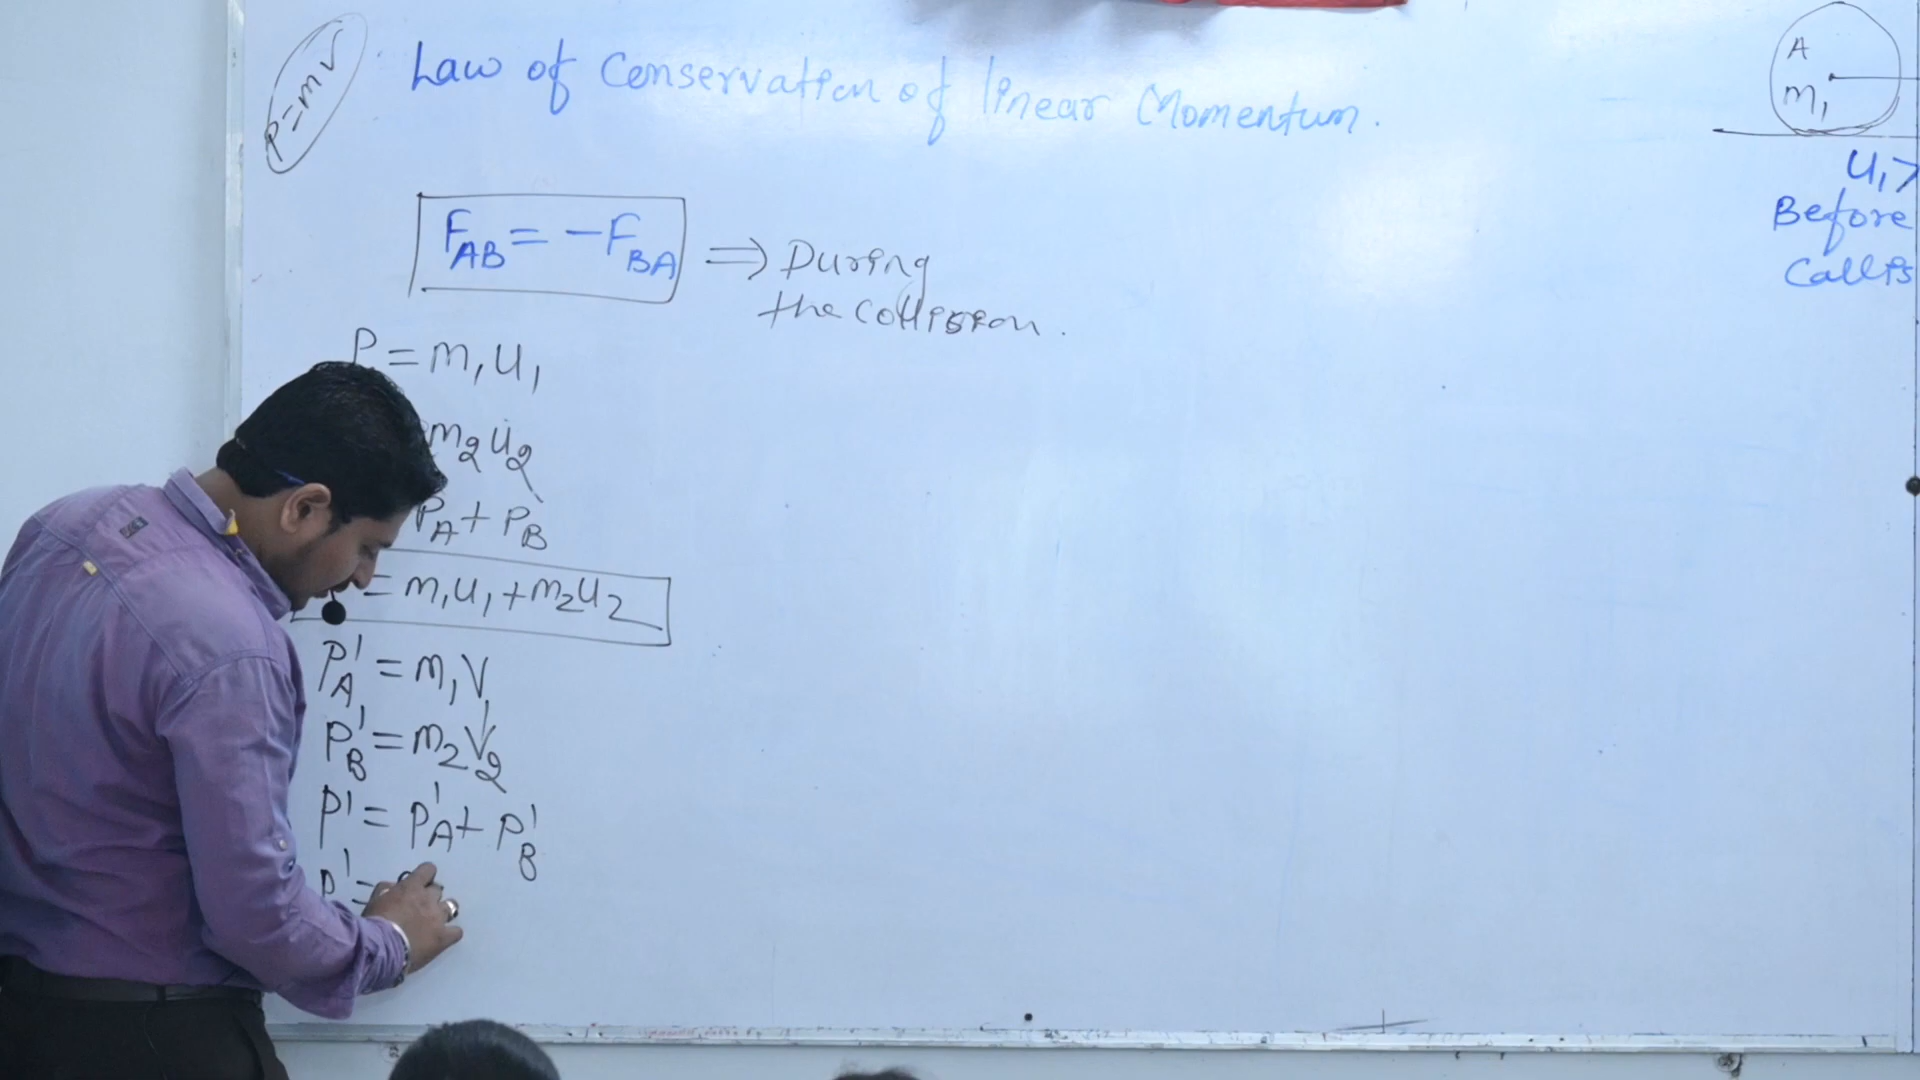 P=mv
Law of Conservation of linear Momentum.
A
m₁
U₁>
Before
Collis
F_AB = -F_BA ⇒ During
the Collision.
P = m₁u₁
m₂u₂
P_A + P_B
= m₁u₁ + m₂u₂
P'_A = m₁V₁
P'_B = m₂V₂
P' = P'_A + P'_B
P' =